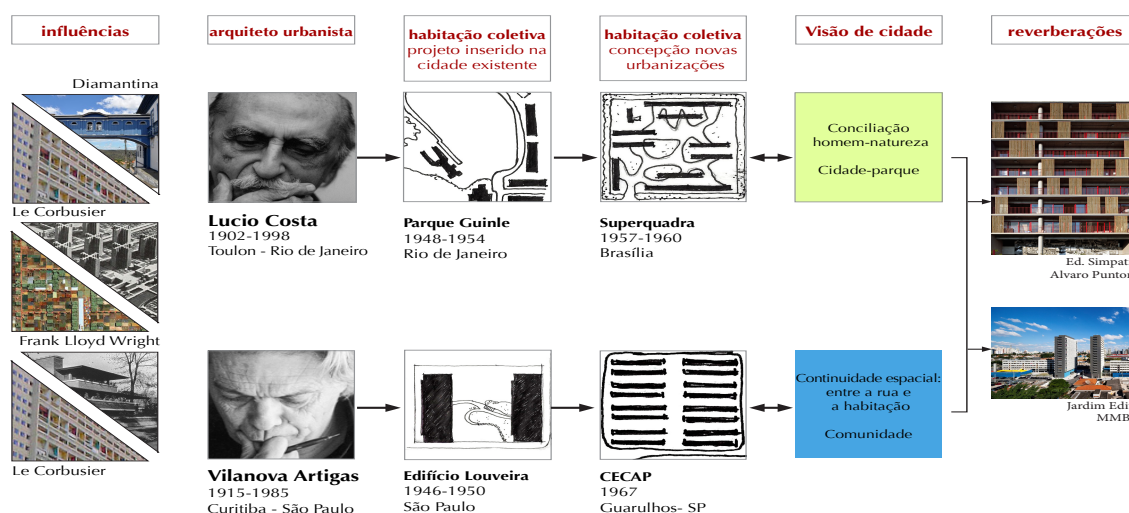 influências
arquiteto urbanista
habitação coletiva
projeto inserido na
cidade existente
habitação coletiva
concepção novas
urbanizações
Visão de cidade
reverberações
Diamantina
Le Corbusier
Frank Lloyd Wright
Le Corbusier
Lucio Costa
1902-1998
Toulon - Rio de Janeiro
Parque Guinle
1948-1954
Rio de Janeiro
Superquadra
1957-1960
Brasília
Conciliação
homem-natureza
Cidade-parque
Ed. Simpat
Alvaro Punto
Vilanova Artigas
1915-1985
Curitiba - São Paulo
Edifício Louveira
1946-1950
São Paulo
CECAP
1967
Guarulhos- SP
Continuidade espacial:
entre a rua e
a habitação
Comunidade
Jardim Edi
MMB